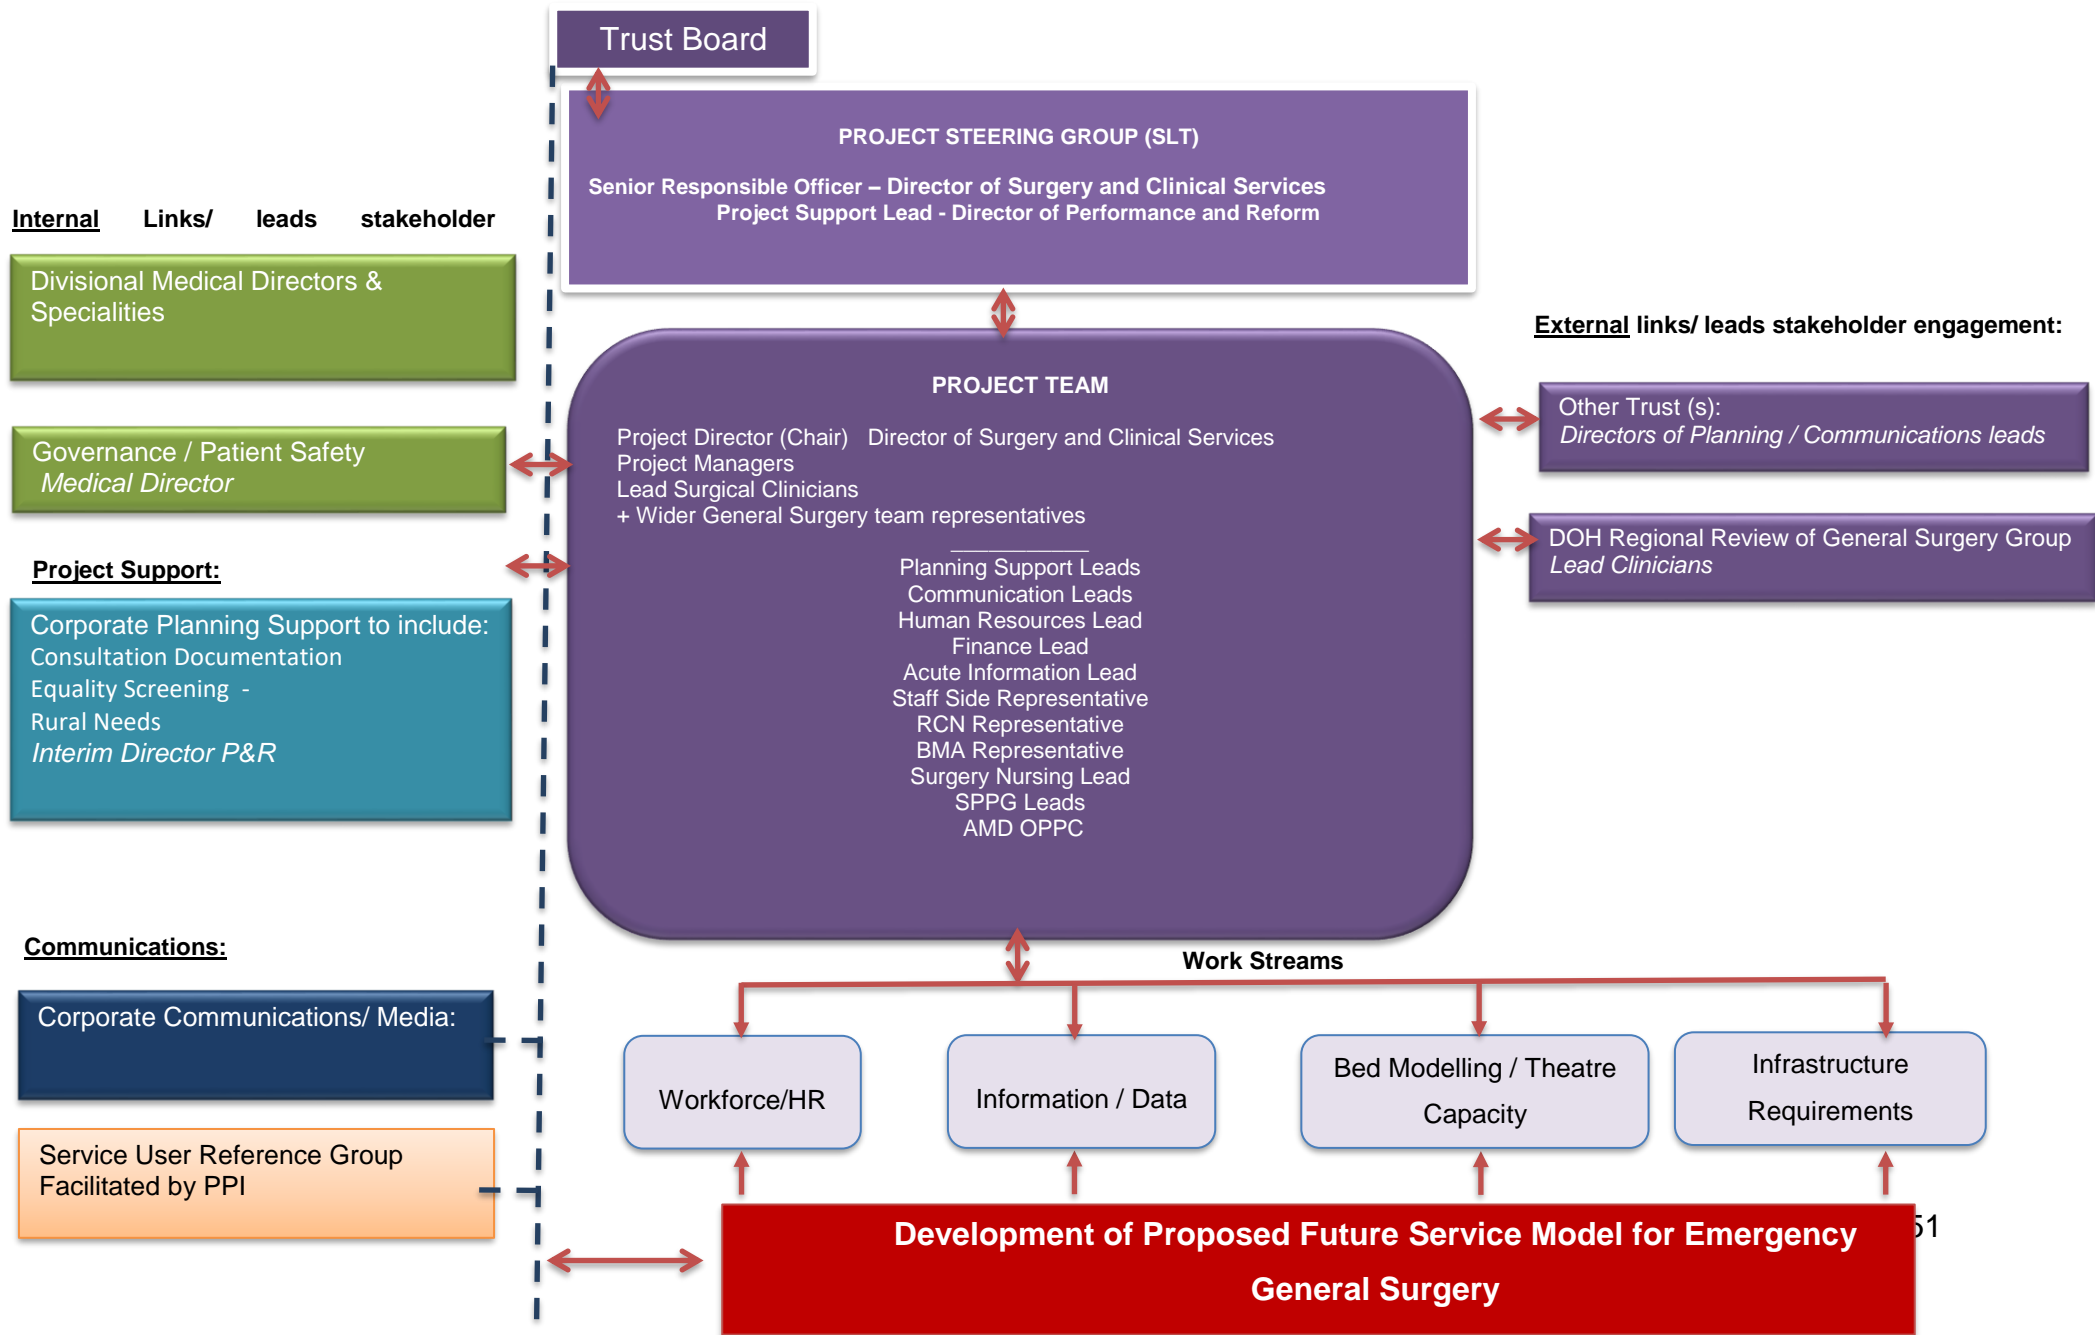 Trust Board
PROJECT STEERING GROUP (SLT)
Senior Responsible Officer – Director of Surgery and Clinical Services
Project Support Lead - Director of Performance and Reform
Internal Links/ leads stakeholder
Divisional Medical Directors &
Specialities
Governance / Patient Safety
Medical Director
Project Support:
Corporate Planning Support to include:
Consultation Documentation
Equality Screening -
Rural Needs
Interim Director P&R
Communications:
Corporate Communications/ Media:
Service User Reference Group
Facilitated by PPI
PROJECT TEAM
Project Director (Chair) Director of Surgery and Clinical Services
Project Managers
Lead Surgical Clinicians
+ Wider General Surgery team representatives
___________
Planning Support Leads
Communication Leads
Human Resources Lead
Finance Lead
Acute Information Lead
Staff Side Representative
RCN Representative
BMA Representative
Surgery Nursing Lead
SPPG Leads
AMD OPPC
External links/ leads stakeholder engagement:
Other Trust (s):
Directors of Planning / Communications leads
DOH Regional Review of General Surgery Group
Lead Clinicians
Work Streams
Workforce/HR
Information / Data
Bed Modelling / Theatre
Capacity
Infrastructure
Requirements
Development of Proposed Future Service Model for Emergency
General Surgery
51